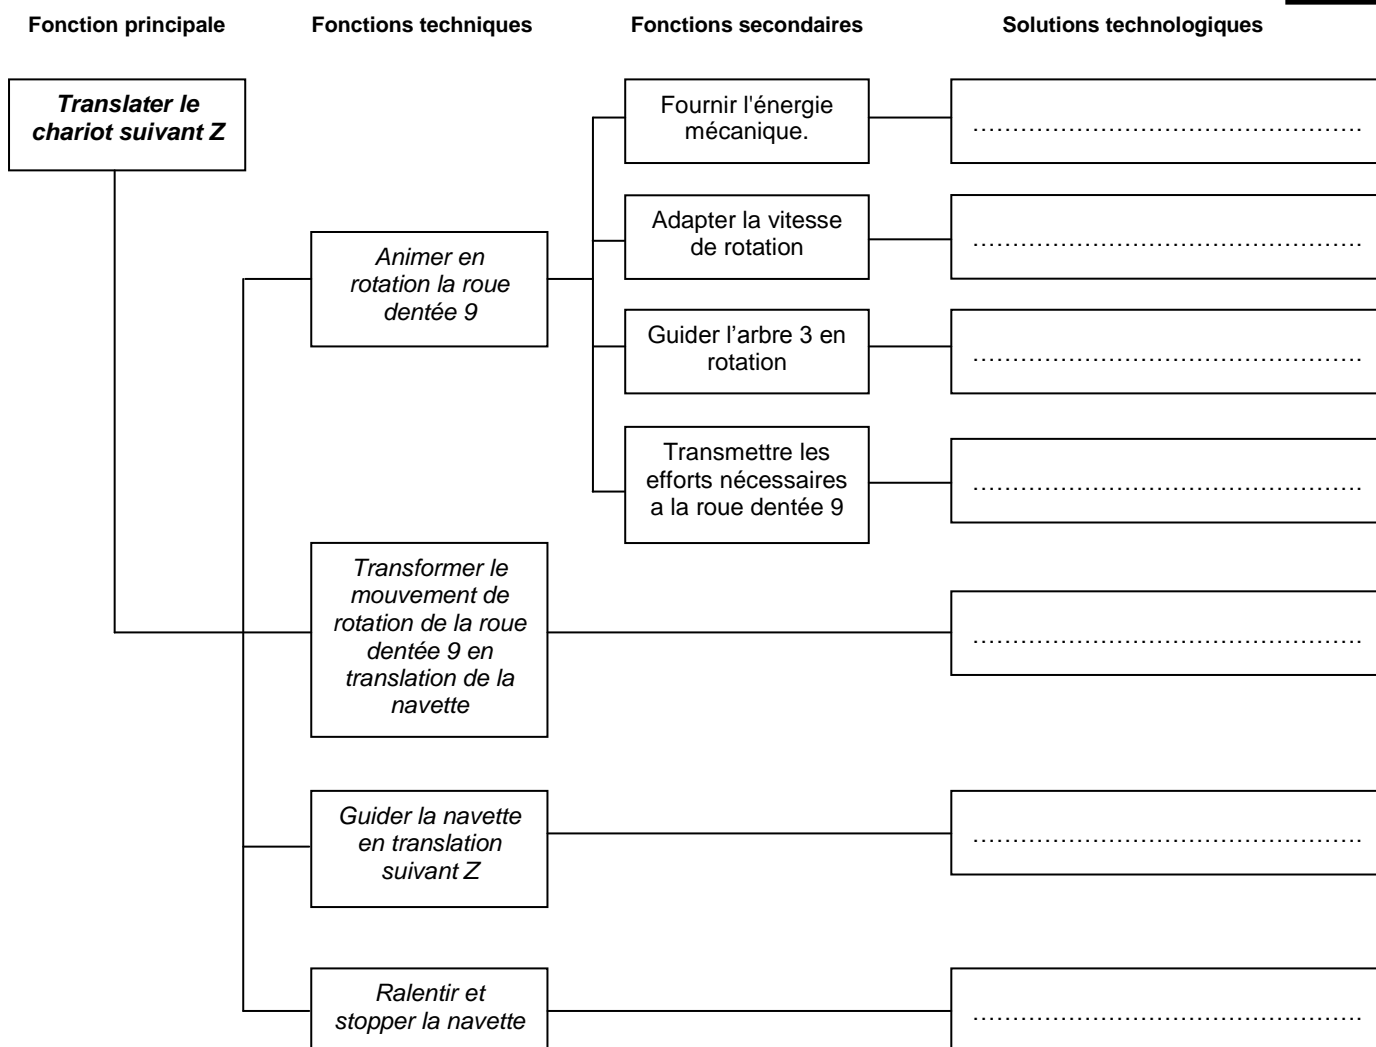 Fonction principale
Fonctions techniques
Fonctions secondaires
Solutions technologiques
Translater le
chariot suivant Z
Fournir l'énergie
mécanique.
……………………………………………
Adapter la vitesse
de rotation
……………………………………………
Animer en
rotation la roue
dentée 9
Guider l’arbre 3 en
rotation
……………………………………………
Transmettre les
efforts nécessaires
a la roue dentée 9
……………………………………………
Transformer le
mouvement de
rotation de la roue
dentée 9 en
translation de la
navette
……………………………………………
Guider la navette
en translation
suivant Z
……………………………………………
Ralentir et
stopper la navette
……………………………………………